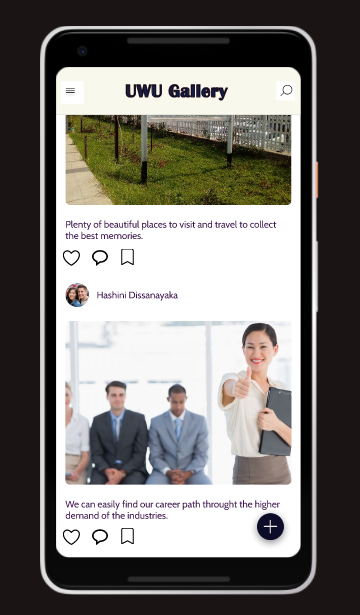 UWU Gallery
Plenty of beautiful places to visit and travel to collect
the best memories.
Hashini Dissanayaka
We can easily find our career path throught the higher
demand of the industries.